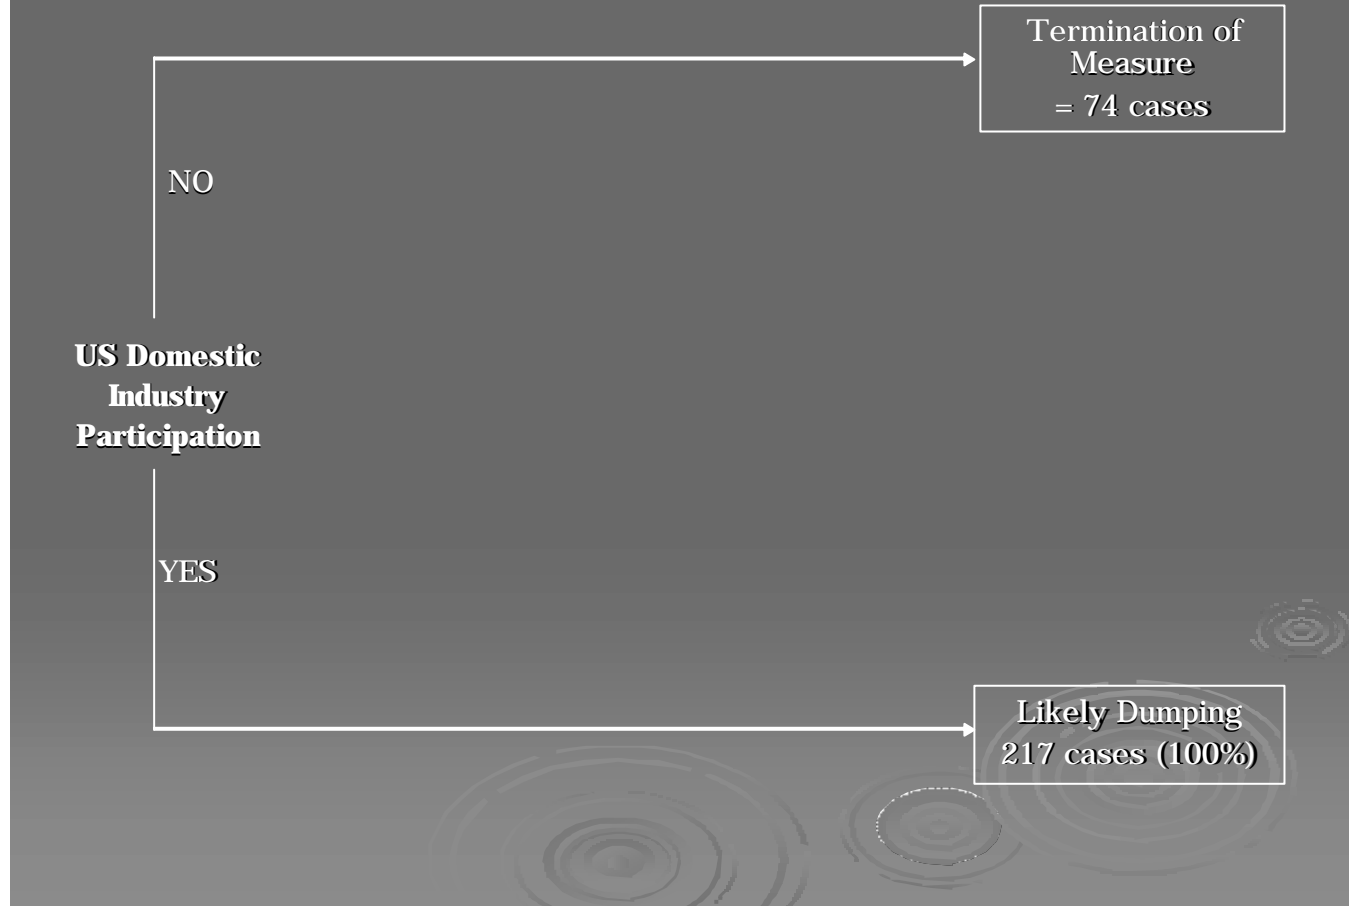 Termination of
Measure
= 74 cases
NO
US Domestic
Industry
Participation
YES
Likely Dumping
217 cases (100%)